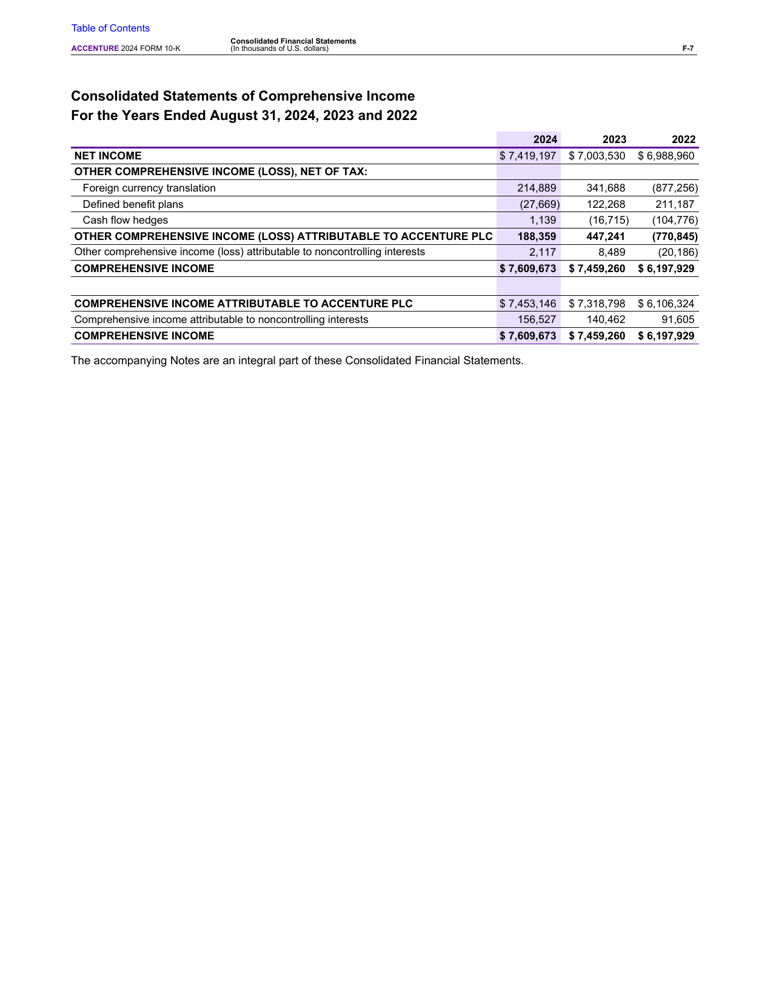 Table of Contents
ACCENTURE 2024 FORM 10-K
Consolidated Financial Statements
(In thousands of U.S. dollars)
F-7
Consolidated Statements of Comprehensive Income
For the Years Ended August 31, 2024, 2023 and 2022
2024 2023 2022
NET INCOME $ 7,419,197 $ 7,003,530 $ 6,988,960
OTHER COMPREHENSIVE INCOME (LOSS), NET OF TAX:
Foreign currency translation 214,889 341,688 (877,256)
Defined benefit plans (27,669) 122,268 211,187
Cash flow hedges 1,139 (16,715) (104,776)
OTHER COMPREHENSIVE INCOME (LOSS) ATTRIBUTABLE TO ACCENTURE PLC 188,359 447,241 (770,845)
Other comprehensive income (loss) attributable to noncontrolling interests 2,117 8,489 (20,186)
COMPREHENSIVE INCOME $ 7,609,673 $ 7,459,260 $ 6,197,929
COMPREHENSIVE INCOME ATTRIBUTABLE TO ACCENTURE PLC $ 7,453,146 $ 7,318,798 $ 6,106,324
Comprehensive income attributable to noncontrolling interests 156,527 140,462 91,605
COMPREHENSIVE INCOME $ 7,609,673 $ 7,459,260 $ 6,197,929
The accompanying Notes are an integral part of these Consolidated Financial Statements.